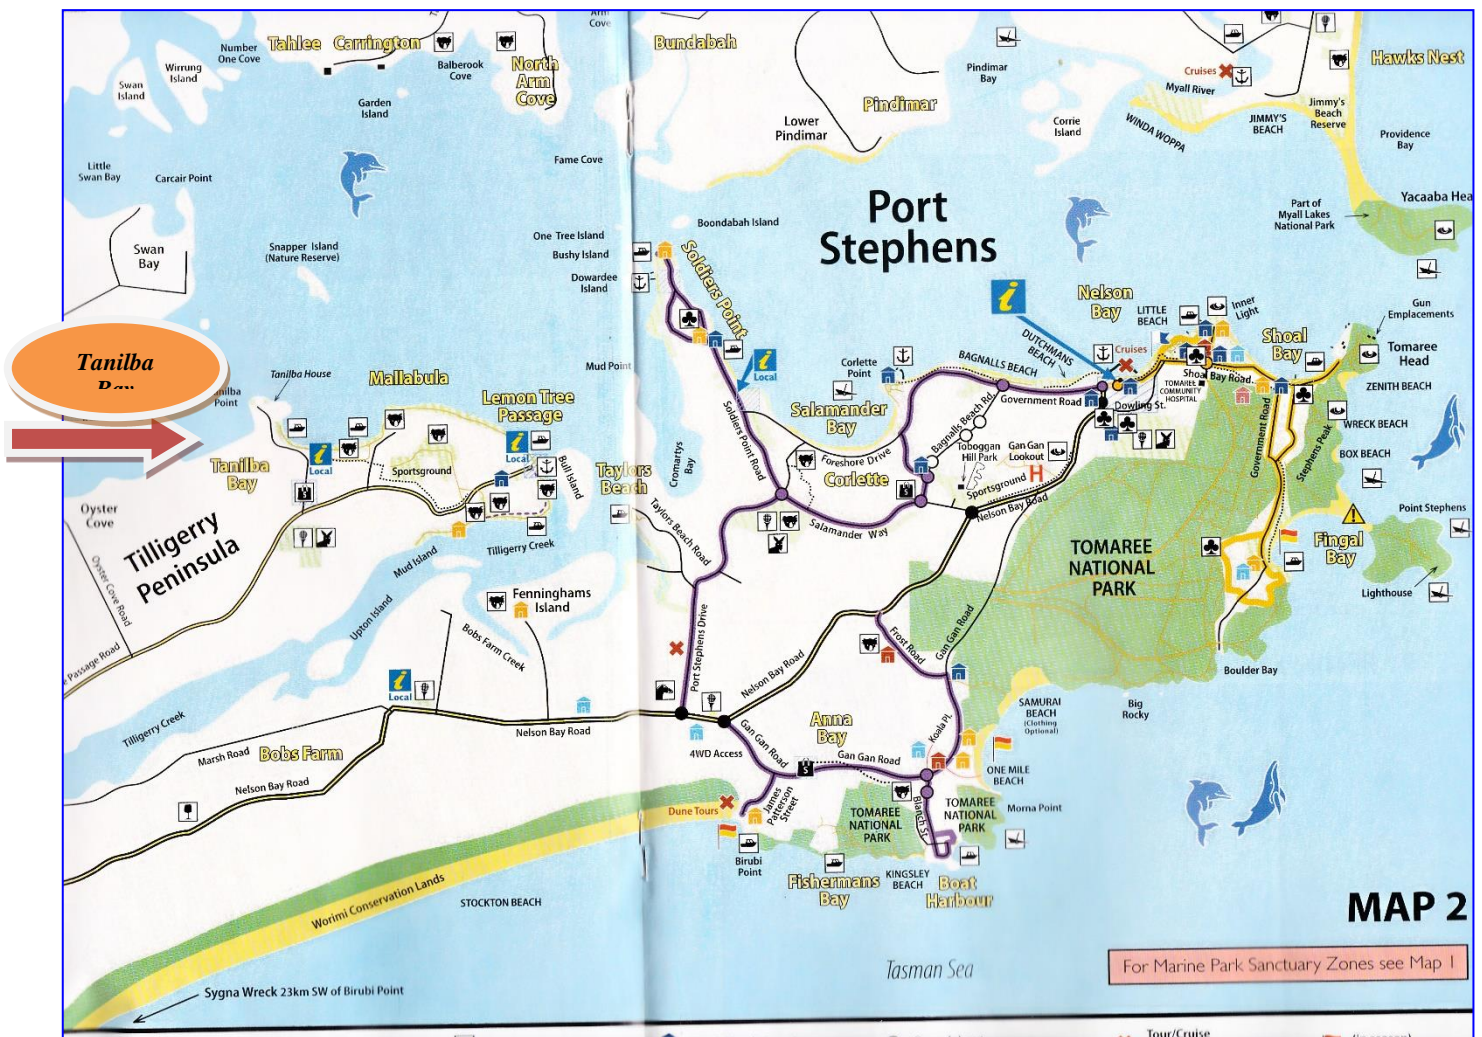 Arm
Cove
Number
One Cove
Tahlee
Carrington
Balberook
Cove
North
Arm
Cove
Wirrung
Island
Swan
Island
Garden
Island
Bundabah
Pindimar
Lower
Pindimar
Pindimar
Bay
Cruises
Myall River
Corrie
Island
WINDA WOPPA
JIMMY'S
BEACH
Jimmy's
Beach
Reserve
Hawks Nest
Providence
Bay
Little
Swan Bay
Carcair Point
Fame Cove
Swan
Bay
Snapper Island
(Nature Reserve)
One Tree Island
Bushy Island
Dowardee
Island
Boondabah Island
Port
Stephens
Part of
Myall Lakes
National Park
Yacaaba Hea
Soldiers Point
Local
Nelson
Bay
LITTLE
BEACH
Inner
Light
Shoal
Bay
Gun
Emplacements
Tomaree
Head
ZENITH BEACH
WRECK BEACH
BOX BEACH
Tanilba
Bay
Tanilba House
Mallabula
Mud Point
Tanilba
Bay
Local
Sportsground
Lemon Tree
Passage
Local
Bull Island
Taylors
Beach
Cromartys
Bay
Soldiers Point Road
Corlette
Point
Salamander
Bay
BAGNALLS BEACH
DUTCHMANS
BEACH
Cruises
Government Road
Dowling St.
Shoal Bay Road
TOMAREE
COMMUNITY
HOSPITAL
Bagnalls Beach Rd.
Toboggan
Hill Park
Gan Gan
Lookout
H
Sportsground
Foreshore Drive
Corlette
Salamander Way
Nelson Bay Road
Government Road
Stephens Peak
Fingal
Bay
Point Stephens
Lighthouse
Oyster
Cove
Oyster Cove Road
Tilligerry
Peninsula
Passage Road
Mud Island
Tilligerry Creek
Upton Island
Fenninghams
Island
Bobs Farm Creek
Taylors Beach Road
Port Stephens Drive
TOMAREE
NATIONAL
PARK
Gan Gan Road
Frost Road
Nelson Bay Road
Boulder Bay
Local
Tilligerry Creek
Marsh Road
Bobs Farm
Nelson Bay Road
Nelson Bay Road
4WD Access
Gan Gan Road
Anna
Bay
Gan Gan Road
Koala Pl.
SAMURAI
BEACH
(Clothing
Optional)
Big
Rocky
ONE MILE
BEACH
Dune Tours
James
Patterson
Street
TOMAREE
NATIONAL
PARK
Blanch St.
TOMAREE
NATIONAL
PARK
Morna Point
Birubi
Point
Fishermans
Bay
KINGSLEY
BEACH
Boat
Harbour
Worimi Conservation Lands
STOCKTON BEACH
Tasman Sea
MAP 2
For Marine Park Sanctuary Zones see Map 1
Sygna Wreck 23km SW of Birubi Point
Tour/Cruise